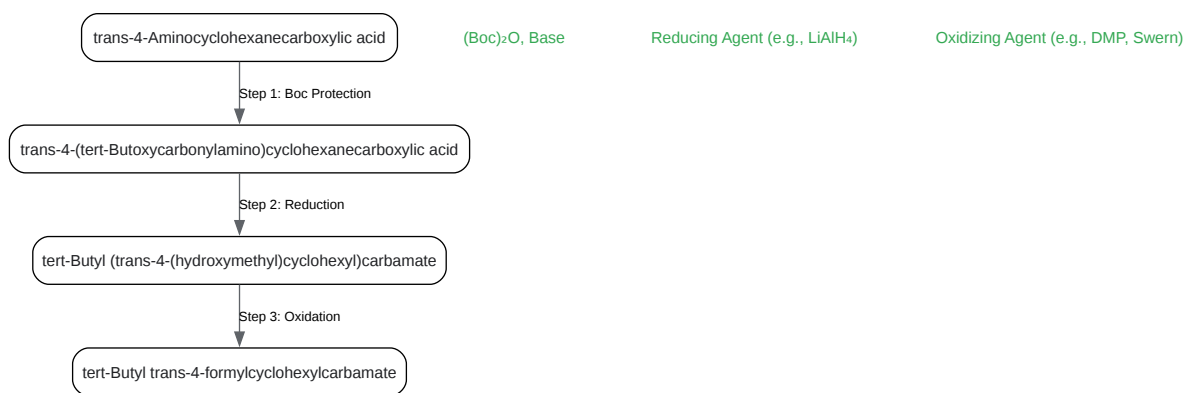 trans-4-Aminocyclohexanecarboxylic acid
(Boc)₂O, Base
Reducing Agent (e.g., LiAlH₄)
Oxidizing Agent (e.g., DMP, Swern)
Step 1: Boc Protection
trans-4-(tert-Butoxycarbonylamino)cyclohexanecarboxylic acid
Step 2: Reduction
tert-Butyl (trans-4-(hydroxymethyl)cyclohexyl)carbamate
Step 3: Oxidation
tert-Butyl trans-4-formylcyclohexylcarbamate